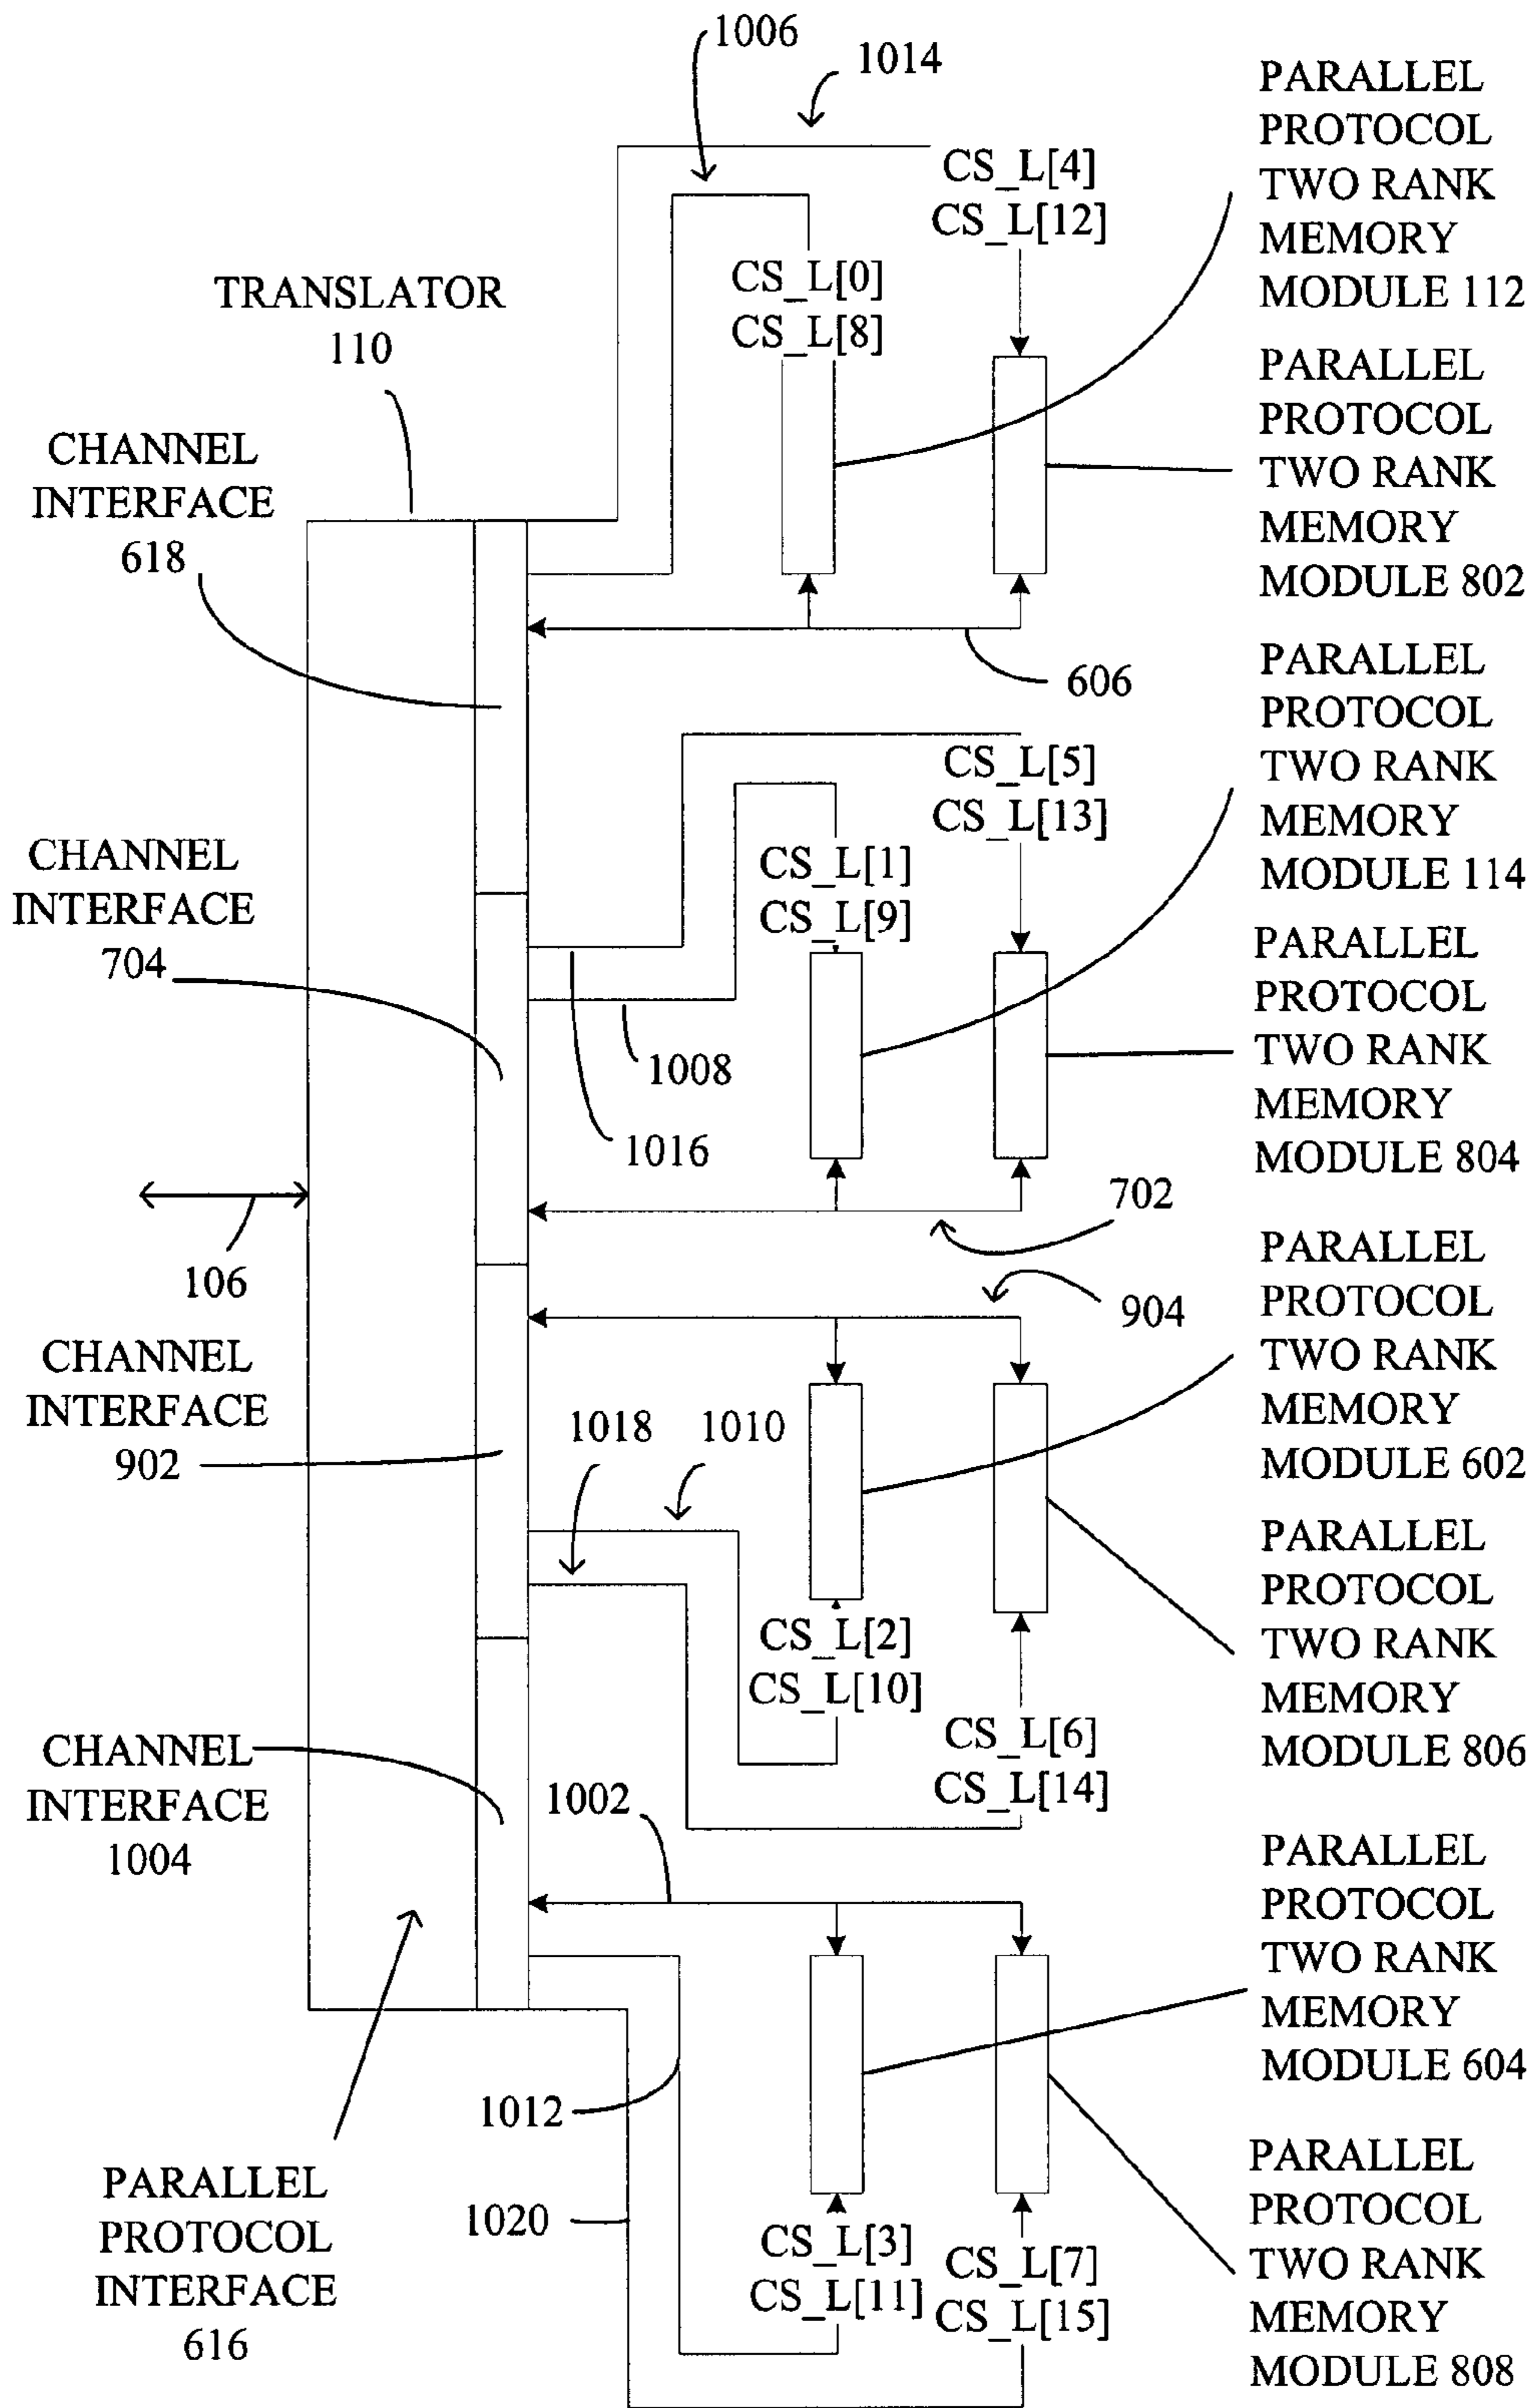 1006
1014
PARALLEL
PROTOCOL
TWO RANK
MEMORY
MODULE 112
CS_L[4]
CS_L[12]
CS_L[0]
CS_L[8]
TRANSLATOR
110
PARALLEL
PROTOCOL
TWO RANK
MEMORY
MODULE 802
CHANNEL
INTERFACE
618
606
PARALLEL
PROTOCOL
TWO RANK
MEMORY
MODULE 114
CS_L[5]
CS_L[13]
CS_L[1]
CS_L[9]
CHANNEL
INTERFACE
704
1008
1016
PARALLEL
PROTOCOL
TWO RANK
MEMORY
MODULE 804
702
106
904
PARALLEL
PROTOCOL
TWO RANK
MEMORY
MODULE 602
CHANNEL
INTERFACE
902
1018
1010
CS_L[2]
CS_L[10]
PARALLEL
PROTOCOL
TWO RANK
MEMORY
MODULE 806
CS_L[6]
CS_L[14]
CHANNEL
INTERFACE
1004
1002
PARALLEL
PROTOCOL
TWO RANK
MEMORY
MODULE 604
1012
1020
CS_L[3]
CS_L[11]
CS_L[7]
CS_L[15]
PARALLEL
PROTOCOL
INTERFACE
616
PARALLEL
PROTOCOL
TWO RANK
MEMORY
MODULE 808